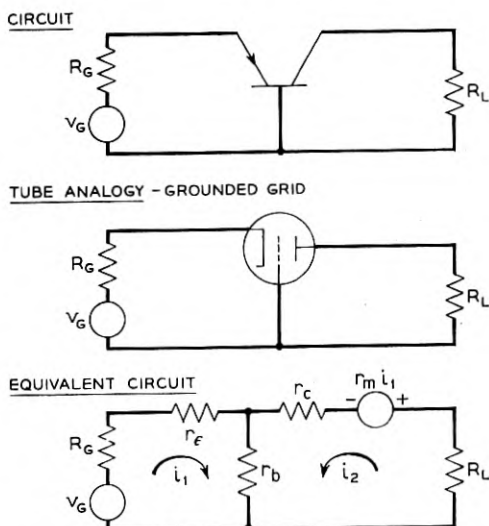 CIRCUIT
R_G
v_G
R_L
TUBE ANALOGY - GROUNDED GRID
R_G
v_G
R_L
EQUIVALENT CIRCUIT
r_c
r_m i_1
- +
R_G
r_ε
i_1
r_b
i_2
R_L
v_G